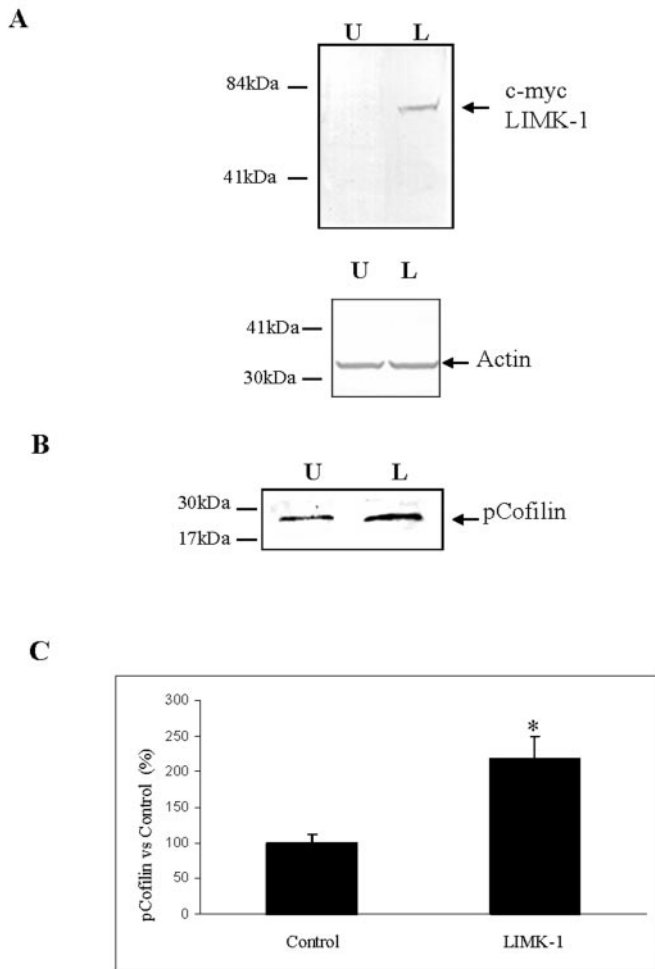 A
U L
84kDa
c-myc
LIMK-1
41kDa
U L
41kDa
Actin
30kDa
B
U L
30kDa
pCofilin
17kDa
C
pCofilin vs Control (%)
300
250
200
150
100
50
0
*
Control LIMK-1